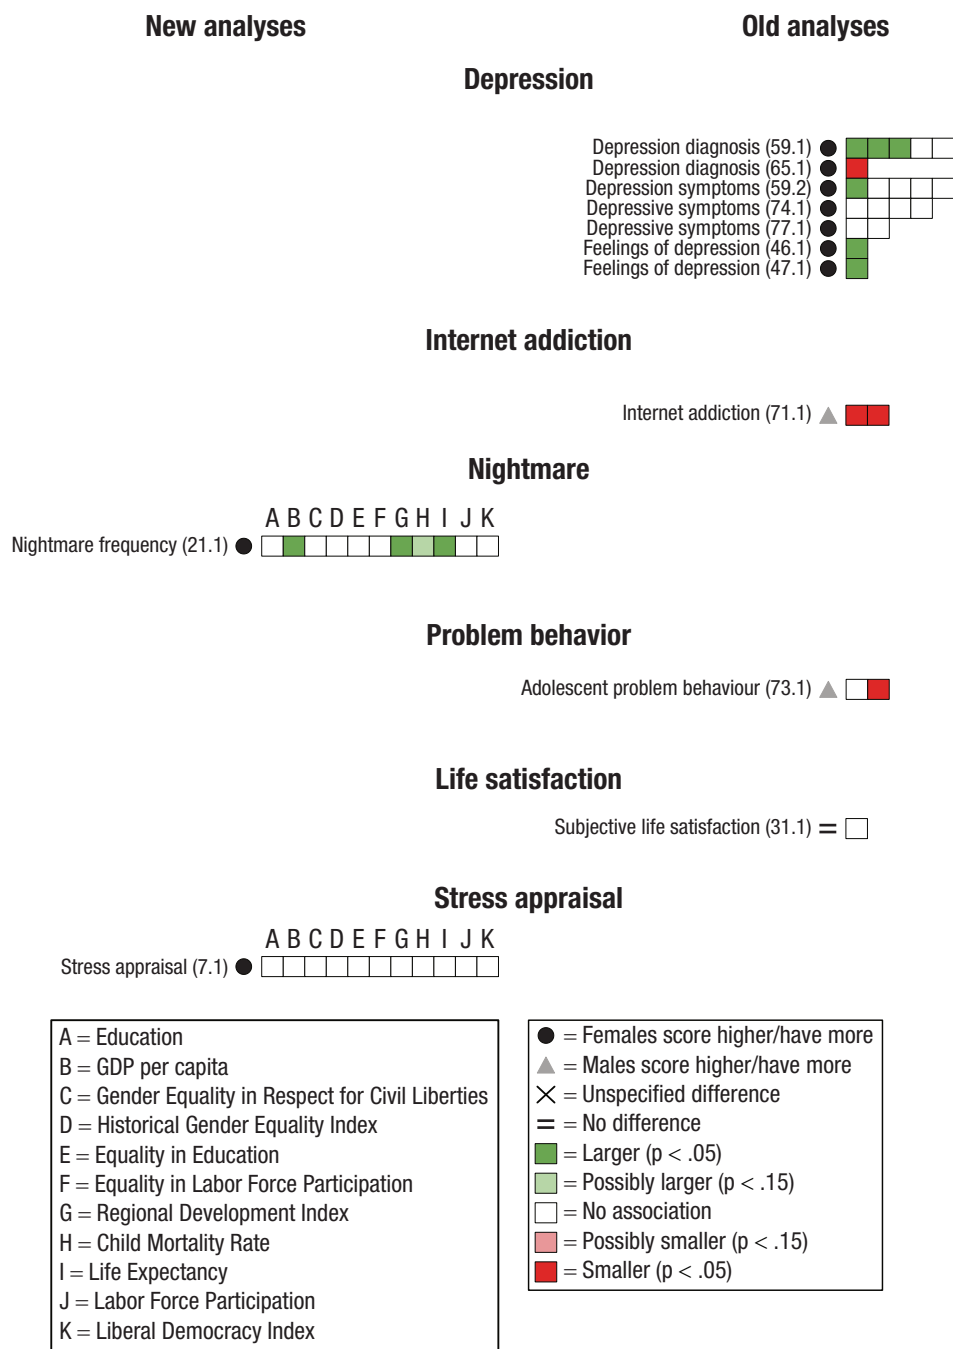 New analyses
Old analyses
Depression
Depression diagnosis (59.1)
Depression diagnosis (65.1)
Depression symptoms (59.2)
Depressive symptoms (74.1)
Depressive symptoms (77.1)
Feelings of depression (46.1)
Feelings of depression (47.1)
Internet addiction
Internet addiction (71.1)
Nightmare
A B C D E F G H I J K
Nightmare frequency (21.1)
Problem behavior
Adolescent problem behaviour (73.1)
Life satisfaction
Subjective life satisfaction (31.1) =
Stress appraisal
A B C D E F G H I J K
Stress appraisal (7.1)
A = Education
B = GDP per capita
C = Gender Equality in Respect for Civil Liberties
D = Historical Gender Equality Index
E = Equality in Education
F = Equality in Labor Force Participation
G = Regional Development Index
H = Child Mortality Rate
I = Life Expectancy
J = Labor Force Participation
K = Liberal Democracy Index
● = Females score higher/have more
▲ = Males score higher/have more
✕ = Unspecified difference
= = No difference
= Larger (p < .05)
= Possibly larger (p < .15)
= No association
= Possibly smaller (p < .15)
= Smaller (p < .05)